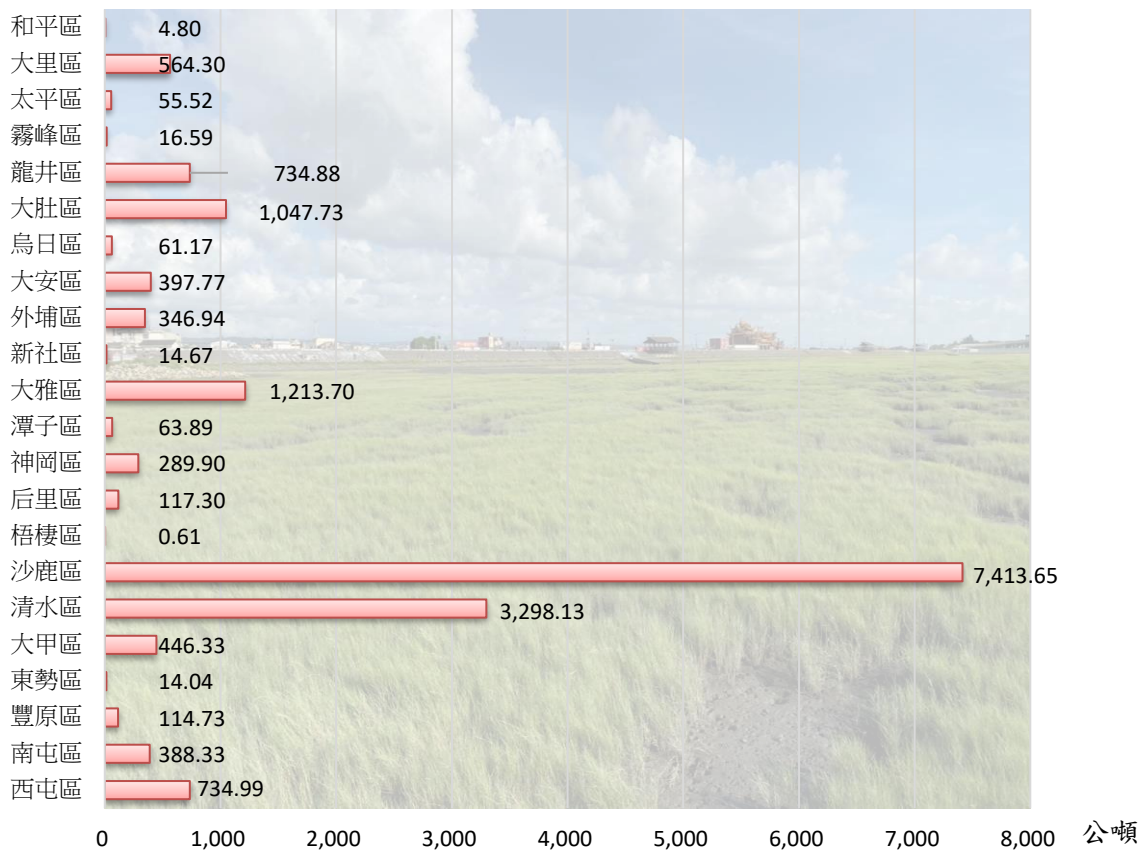 和平區 4.80
大里區 564.30
太平區 55.52
霧峰區 16.59
龍井區 734.88
大肚區 1,047.73
烏日區 61.17
大安區 397.77
外埔區 346.94
新社區 14.67
大雅區 1,213.70
潭子區 63.89
神岡區 289.90
后里區 117.30
梧棲區 0.61
沙鹿區 7,413.65
清水區 3,298.13
大甲區 446.33
東勢區 14.04
豐原區 114.73
南屯區 388.33
西屯區 734.99
0 1,000 2,000 3,000 4,000 5,000 6,000 7,000 8,000 公噸